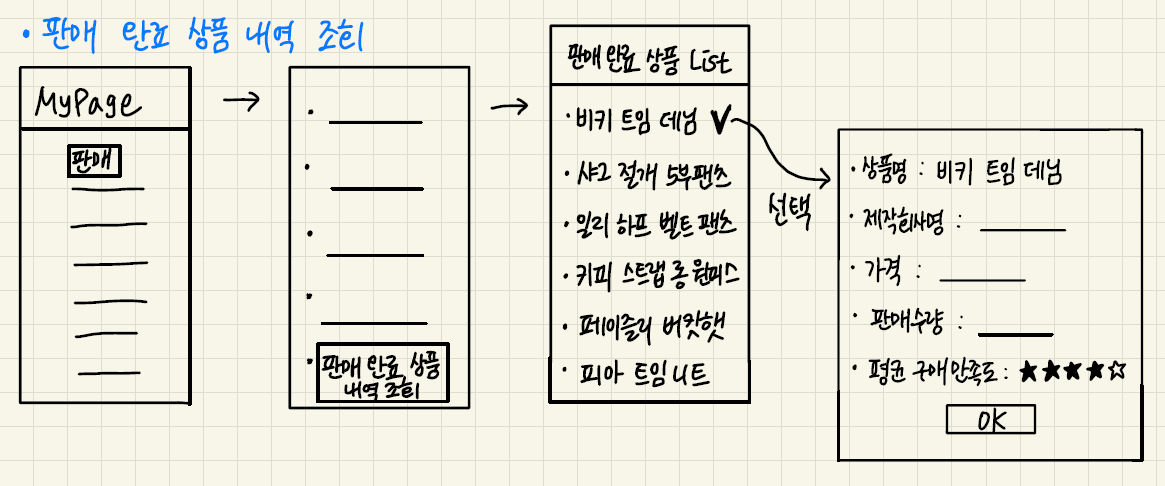 • 판매 완료 상품 내역 조회
MyPage
판매
판매 완료 상품
내역 조회
판매 완료 상품 List
• 비키 트임 데님 ✔
• 샤그 절개 5부팬츠
• 일리 하프 벨트 팬츠
• 키피 스트랩 롱 원피스
• 페이즐리 버킷햇
• 피아 트임 니트
선택
• 상품명 : 비키 트임 데님
• 제작회사명 :
• 가격 :
• 판매수량 :
• 평균 구매만족도 : ★★★★☆
OK